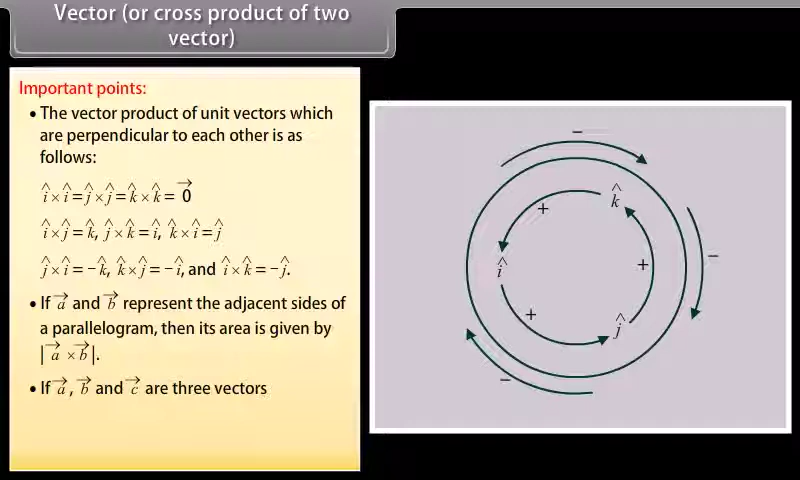 Vector (or cross product of two
vector)
Important points:
• The vector product of unit vectors which
are perpendicular to each other is as
follows:
î × î = ĵ × ĵ = k̂ × k̂ = 0⃗
î × ĵ = k̂, ĵ × k̂ = î, k̂ × î = ĵ
ĵ × î = −k̂, k̂ × ĵ = −î, and î × k̂ = −ĵ.
• If a⃗ and b⃗ represent the adjacent sides of
a parallelogram, then its area is given by
|a⃗ × b⃗|.
• If a⃗, b⃗ and c⃗ are three vectors
−
k̂
+
−
+
î
+
ĵ
−